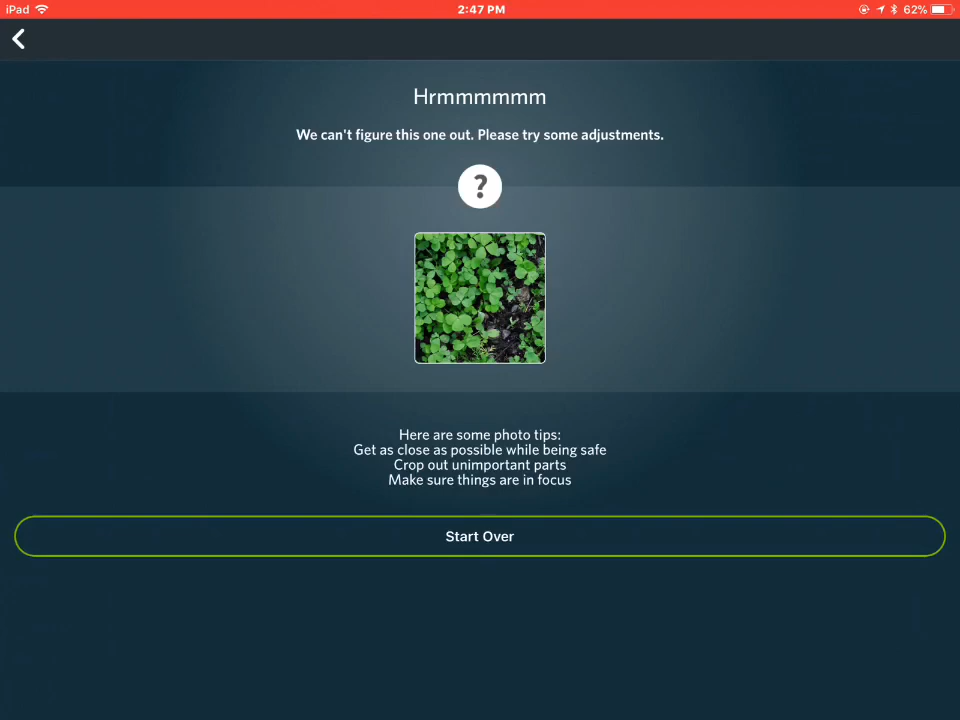 iPad
2:47 PM
62%
Hrmmmmmm
We can't figure this one out. Please try some adjustments.
?
Here are some photo tips:
Get as close as possible while being safe
Crop out unimportant parts
Make sure things are in focus
Start Over